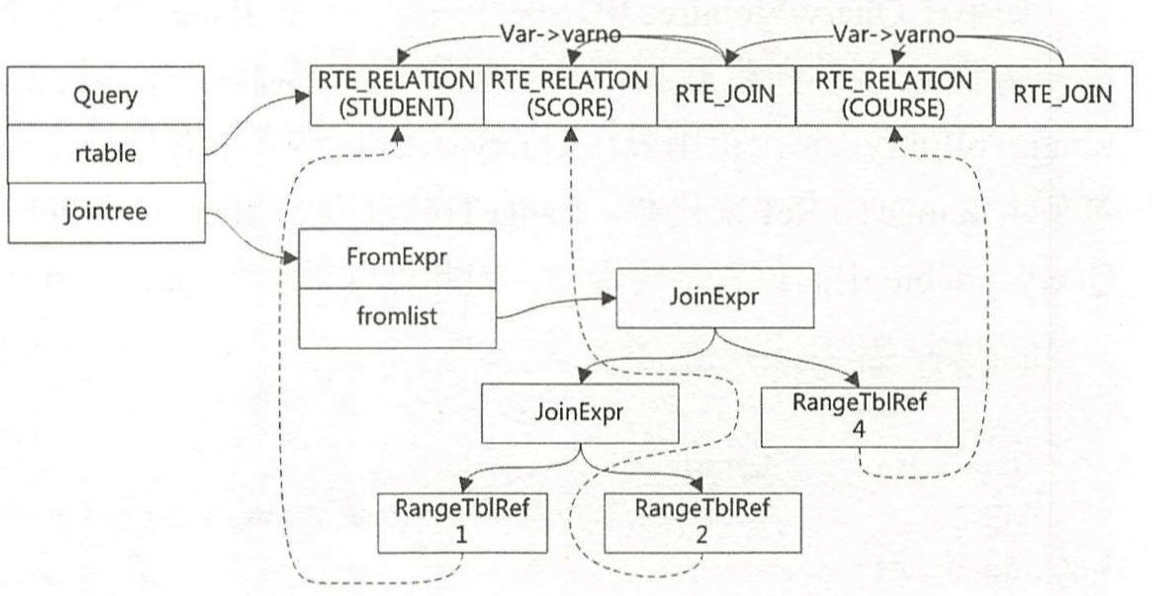 Var->varno
Var->varno
Query
rtable
jointree
RTE_RELATION
(STUDENT)
RTE_RELATION
(SCORE)
RTE_JOIN
RTE_RELATION
(COURSE)
RTE_JOIN
FromExpr
fromlist
JoinExpr
JoinExpr
RangeTblRef
4
RangeTblRef
1
RangeTblRef
2